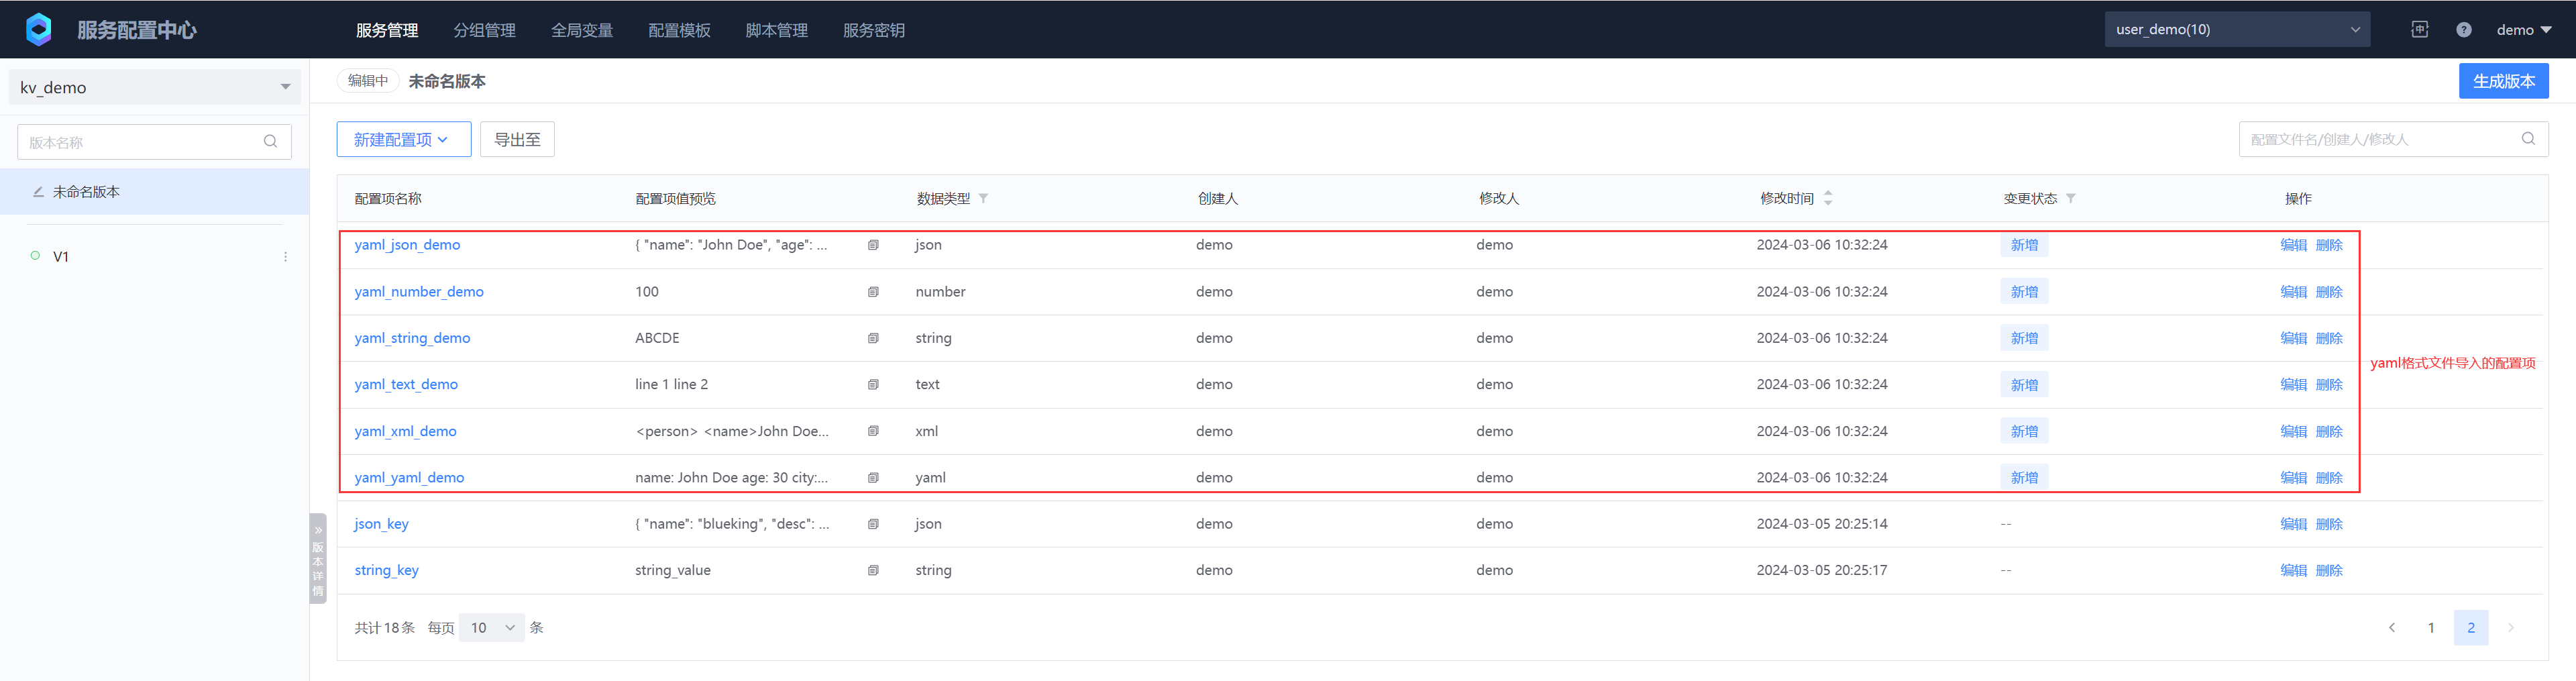 服务配置中心 服务管理 分组管理 全局变量 配置模板 脚本管理 服务密钥 user_demo(10) 中 ? demo
kv_demo
编辑中 未命名版本 生成版本
版本名称
新建配置项 导出至 配置文件名/创建人/修改人
未命名版本
V1
配置项名称 配置项值预览 数据类型 创建人 修改人 修改时间 变更状态 操作
yaml_json_demo { "name": "John Doe", "age": ... json demo demo 2024-03-06 10:32:24 新增 编辑 删除
yaml_number_demo 100 number demo demo 2024-03-06 10:32:24 新增 编辑 删除
yaml_string_demo ABCDE string demo demo 2024-03-06 10:32:24 新增 编辑 删除
yaml格式文件导入的配置项
yaml_text_demo line 1 line 2 text demo demo 2024-03-06 10:32:24 新增 编辑 删除
yaml_xml_demo <person> <name>John Doe... xml demo demo 2024-03-06 10:32:24 新增 编辑 删除
yaml_yaml_demo name: John Doe age: 30 city:... yaml demo demo 2024-03-06 10:32:24 新增 编辑 删除
json_key { "name": "blueking", "desc": ... json demo demo 2024-03-05 20:25:14 -- 编辑 删除
string_key string_value string demo demo 2024-03-05 20:25:17 -- 编辑 删除
版本详情
共计18条 每页 10 条 1 2